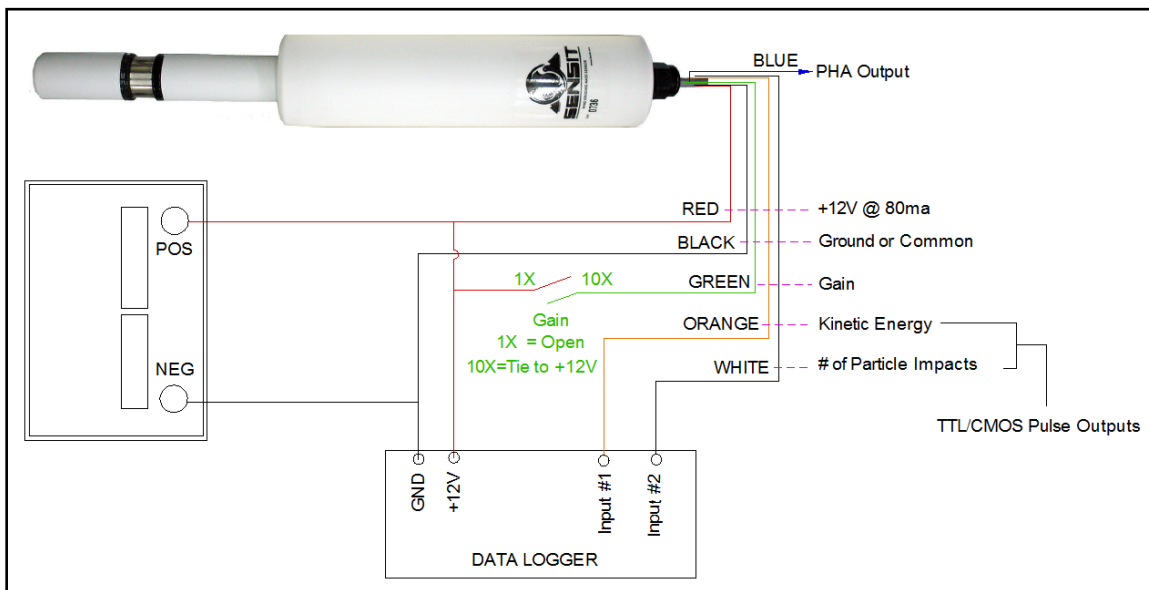 BLUE
PHA Output
SENSIT
0736
RED
+12V @ 80ma
POS
BLACK
Ground or Common
1X
10X
GREEN
Gain
Gain
1X = Open
10X=Tie to +12V
ORANGE
Kinetic Energy
NEG
WHITE
# of Particle Impacts
TTL/CMOS Pulse Outputs
GND
+12V
Input #1
Input #2
DATA LOGGER